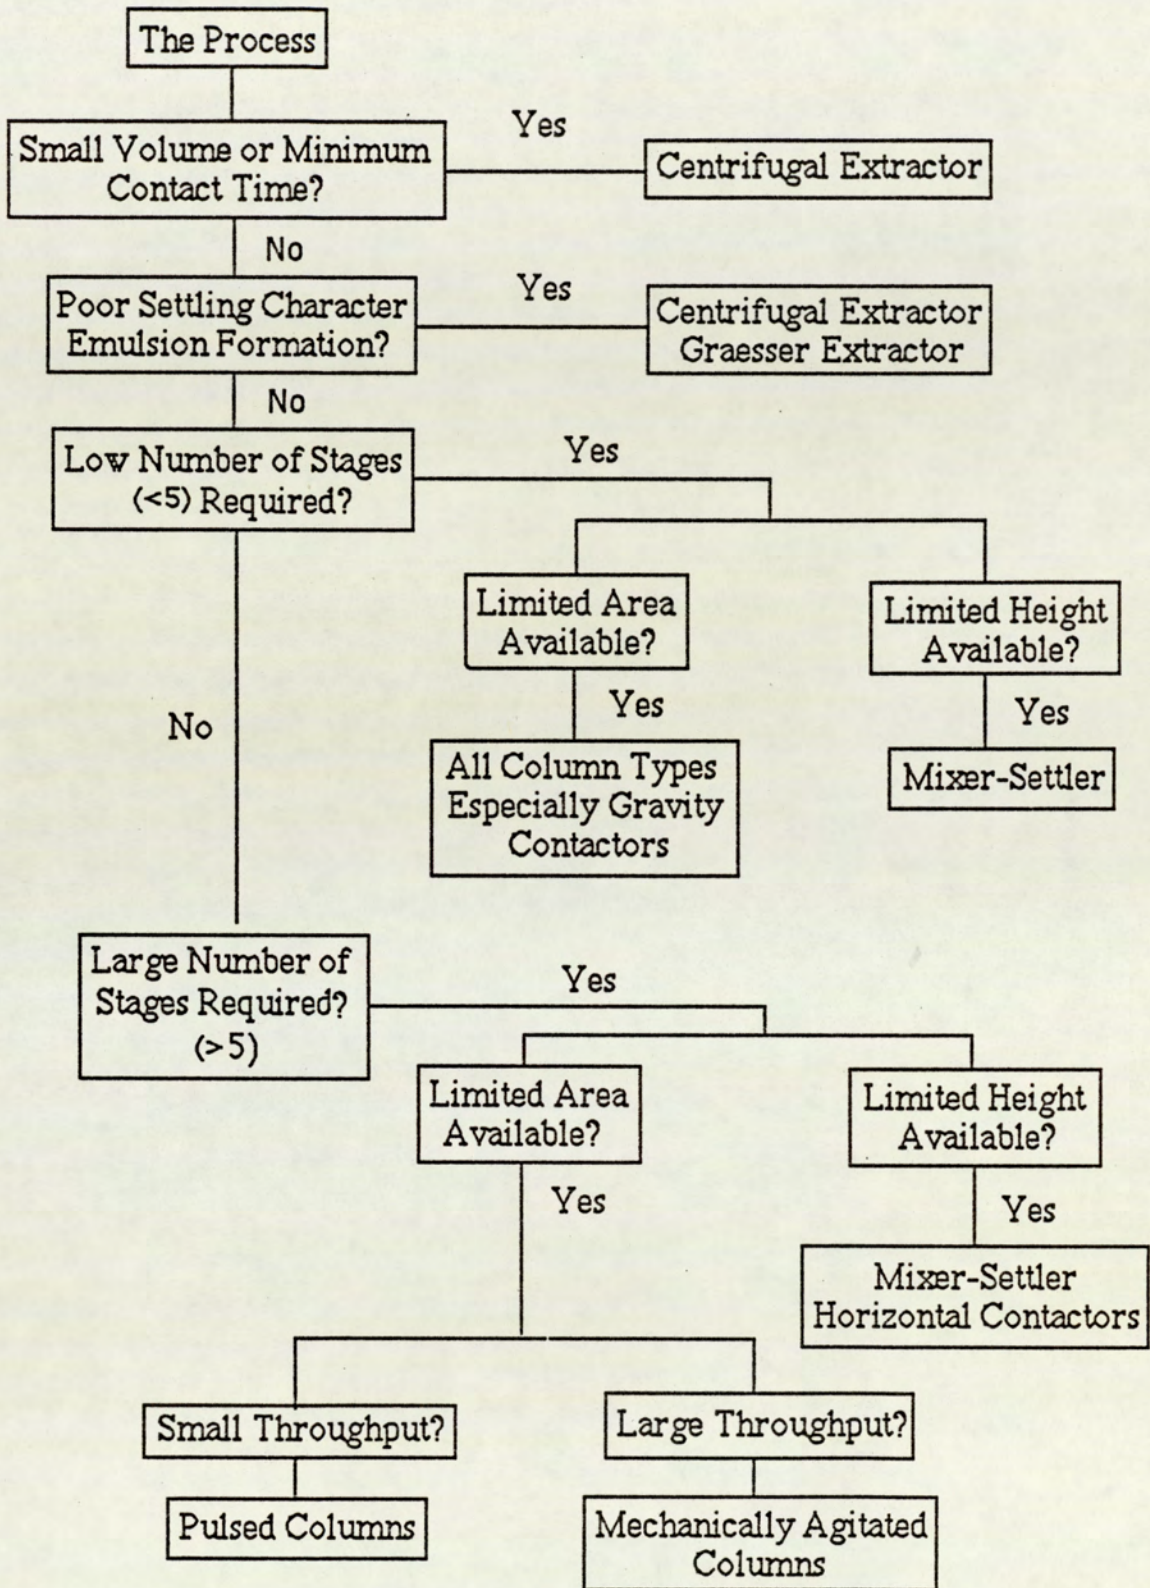 The Process
Small Volume or Minimum
Contact Time?
Yes
Centrifugal Extractor
No
Poor Settling Character
Emulsion Formation?
Yes
Centrifugal Extractor
Graesser Extractor
No
Low Number of Stages
(<5) Required?
Yes
Limited Area
Available?
Limited Height
Available?
Yes
Yes
All Column Types
Especially Gravity
Contactors
Mixer-Settler
No
Large Number of
Stages Required?
(>5)
Yes
Limited Area
Available?
Limited Height
Available?
Yes
Yes
Mixer-Settler
Horizontal Contactors
Small Throughput?
Large Throughput?
Pulsed Columns
Mechanically Agitated
Columns